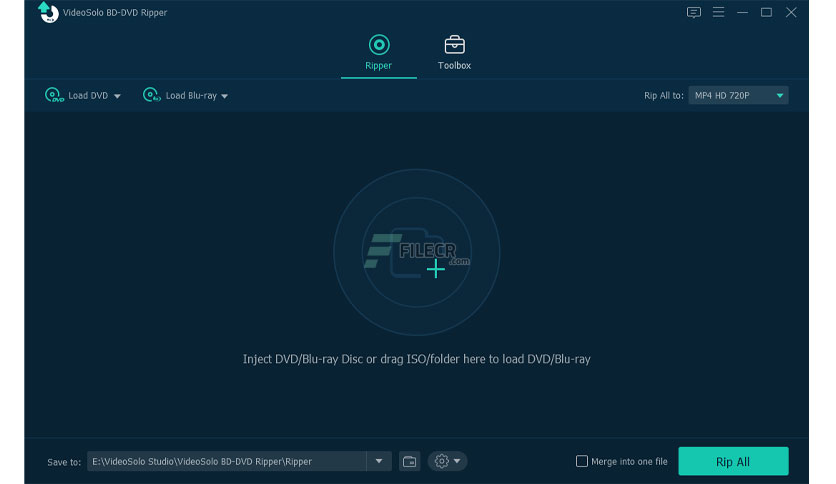 VideoSolo BD-DVD Ripper
Ripper
Toolbox
Load DVD
Load Blu-ray
Rip All to:
MP4 HD 720P
FILECR
.com
Inject DVD/Blu-ray Disc or drag ISO/folder here to load DVD/Blu-ray
Save to:
E:\VideoSolo Studio\VideoSolo BD-DVD Ripper\Ripper
Merge into one file
Rip All